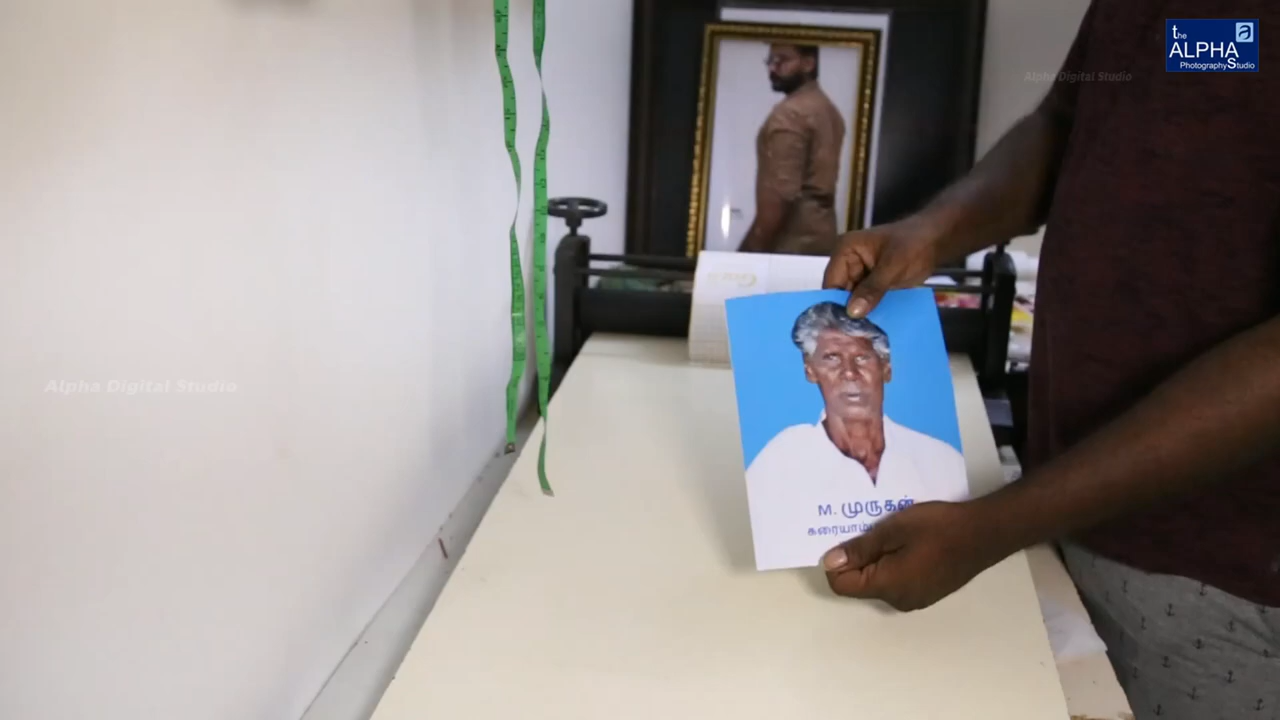 the
ALPHA
Photography Studio
Alpha Digital Studio
Alpha Digital Studio
M. முருகன்